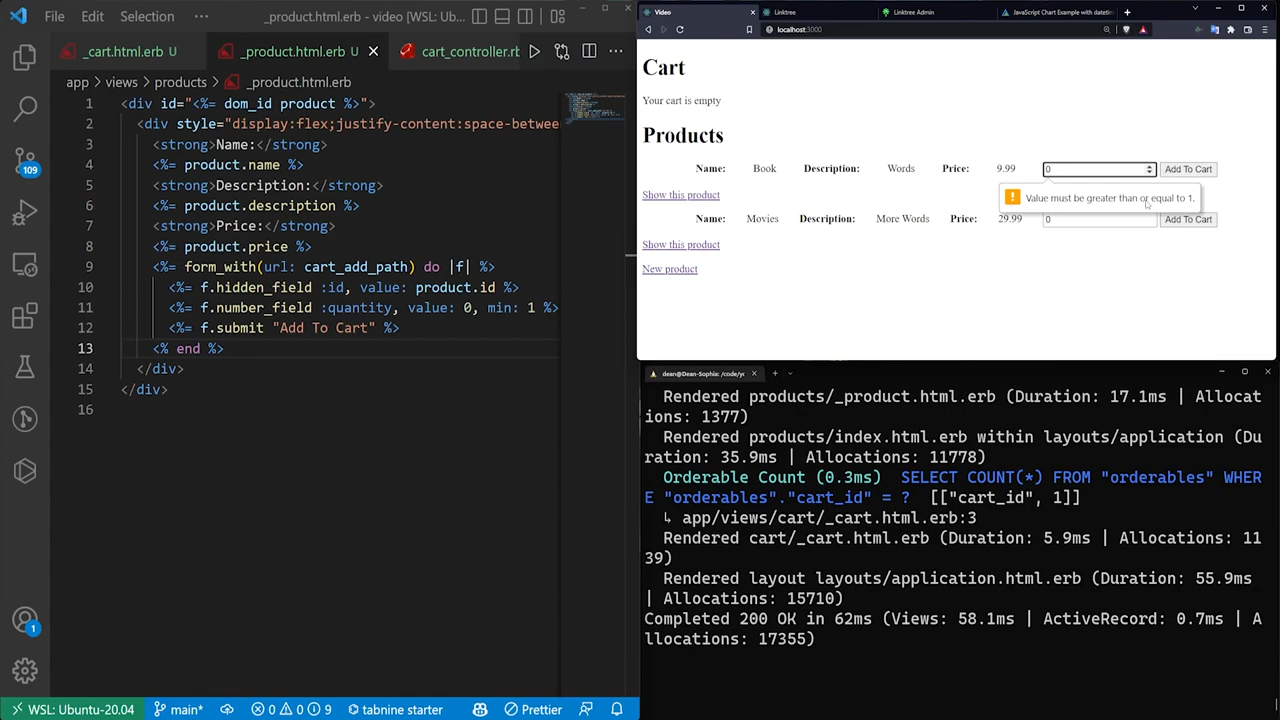 File Edit Selection ··· _product.html.erb - video [WSL: Ub...
_cart.html.erb U _product.html.erb U cart_controller.rb
app > views > products > _product.html.erb
1 <div id="<%= dom_id product %>">
2 <div style="display:flex;justify-content:space-between
3 <strong>Name:</strong>
4 <%= product.name %>
5 <strong>Description:</strong>
6 <%= product.description %>
7 <strong>Price:</strong>
8 <%= product.price %>
9 <%= form_with(url: cart_add_path) do |f| %>
10 <%= f.hidden_field :id, value: product.id %>
11 <%= f.number_field :quantity, value: 0, min: 1 %>
12 <%= f.submit "Add To Cart" %>
13 <% end %>
14 </div>
15 </div>
16
109
1
WSL: Ubuntu-20.04 main* 0 0 9 tabnine starter Prettier
Video Linktree Linktree Admin JavaScript Chart Example with datetim
localhost:3000
Cart
Your cart is empty
Products
Name: Book Description: Words Price: 9.99 0 Add To Cart
Show this product
Value must be greater than or equal to 1.
Name: Movies Description: More Words Price: 29.99 0 Add To Cart
Show this product
New product
dean@Dean-Sophia: /code/yo
Rendered products/_product.html.erb (Duration: 17.1ms | Allocat
ions: 1377)
Rendered products/index.html.erb within layouts/application (Du
ration: 35.9ms | Allocations: 11778)
Orderable Count (0.3ms) SELECT COUNT(*) FROM "orderables" WHER
E "orderables"."cart_id" = ? [["cart_id", 1]]
↳ app/views/cart/_cart.html.erb:3
Rendered cart/_cart.html.erb (Duration: 5.9ms | Allocations: 11
39)
Rendered layout layouts/application.html.erb (Duration: 55.9ms
| Allocations: 15710)
Completed 200 OK in 62ms (Views: 58.1ms | ActiveRecord: 0.7ms | A
llocations: 17355)